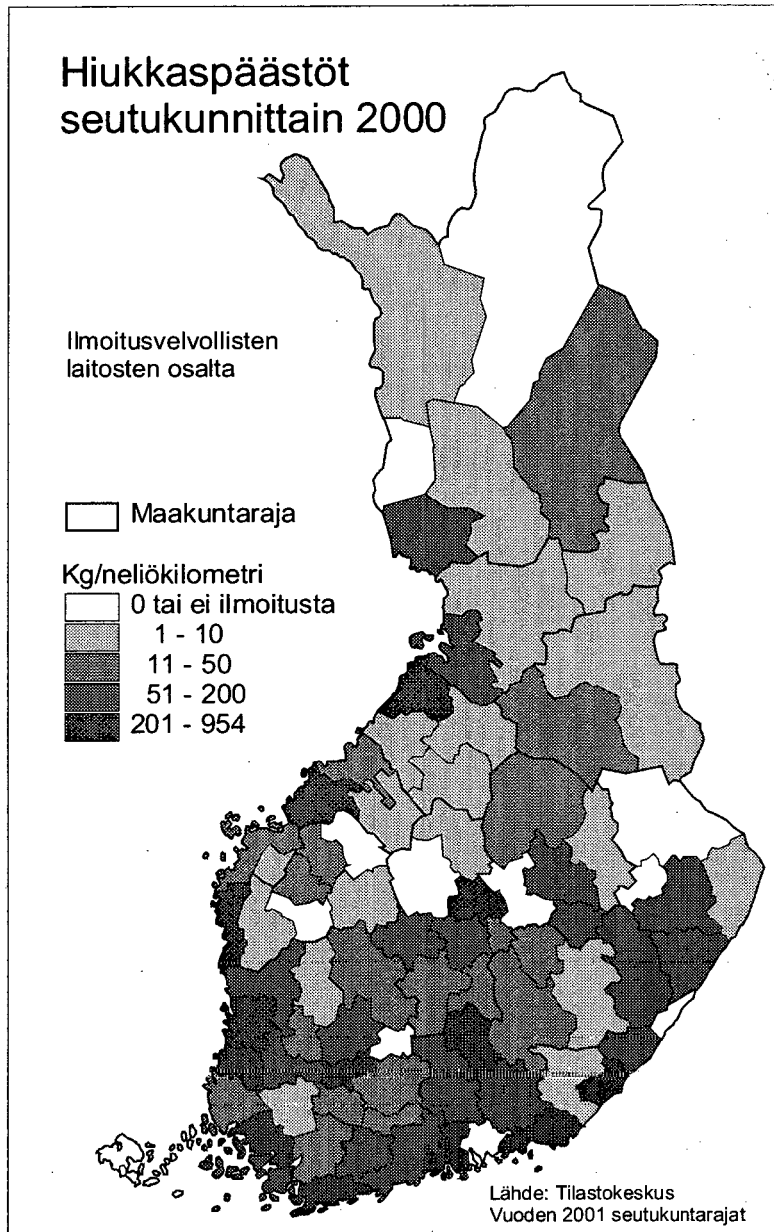 Hiukkaspäästöt
seutukunnittain 2000
Ilmoitusvelvollisten
laitosten osalta
Maakuntaraja
Kg/neliökilometri
0 tai ei ilmoitusta
1 - 10
11 - 50
51 - 200
201 - 954
Lähde: Tilastokeskus
Vuoden 2001 seutukuntarajat